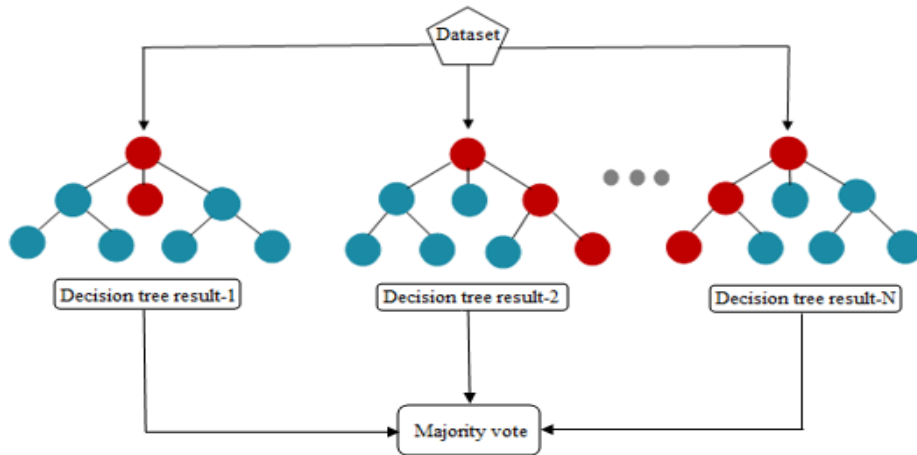 Dataset
Decision tree result-1
Decision tree result-2
Decision tree result-N
Majority vote